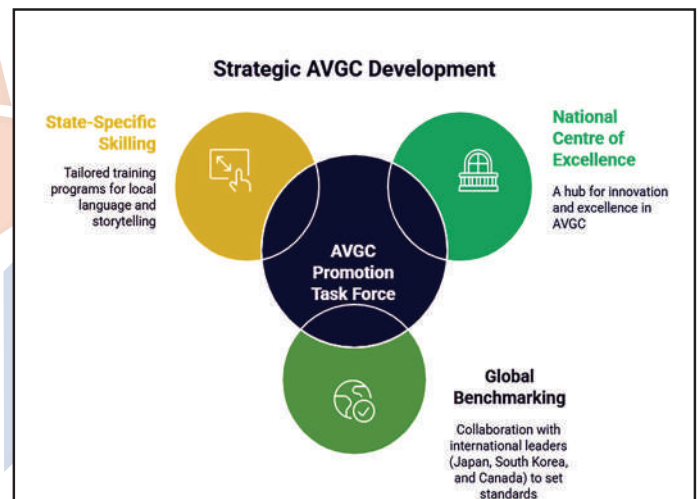 Strategic AVGC Development
State-Specific
Skilling
Tailored training
programs for local
language and
storytelling
National
Centre of
Excellence
A hub for innovation
and excellence in
AVGC
AVGC
Promotion
Task Force
Global
Benchmarking
Collaboration with
international leaders
(Japan, South Korea,
and Canada) to set
standards